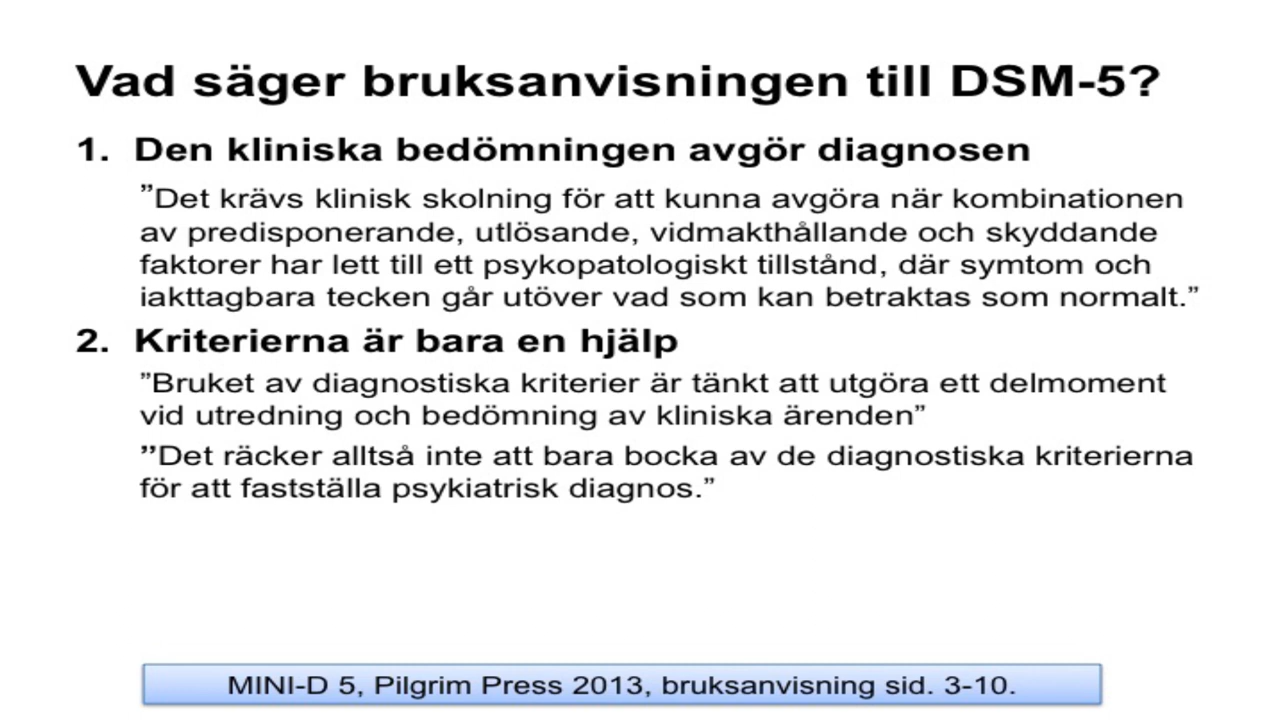 Vad säger bruksanvisningen till DSM-5?
1. Den kliniska bedömningen avgör diagnosen
”Det krävs klinisk skolning för att kunna avgöra när kombinationen
av predisponerande, utlösande, vidmakthållande och skyddande
faktorer har lett till ett psykopatologiskt tillstånd, där symtom och
iakttagbara tecken går utöver vad som kan betraktas som normalt.”
2. Kriterierna är bara en hjälp
”Bruket av diagnostiska kriterier är tänkt att utgöra ett delmoment
vid utredning och bedömning av kliniska ärenden”
”Det räcker alltså inte att bara bocka av de diagnostiska kriterierna
för att fastställa psykiatrisk diagnos.”
MINI-D 5, Pilgrim Press 2013, bruksanvisning sid. 3-10.